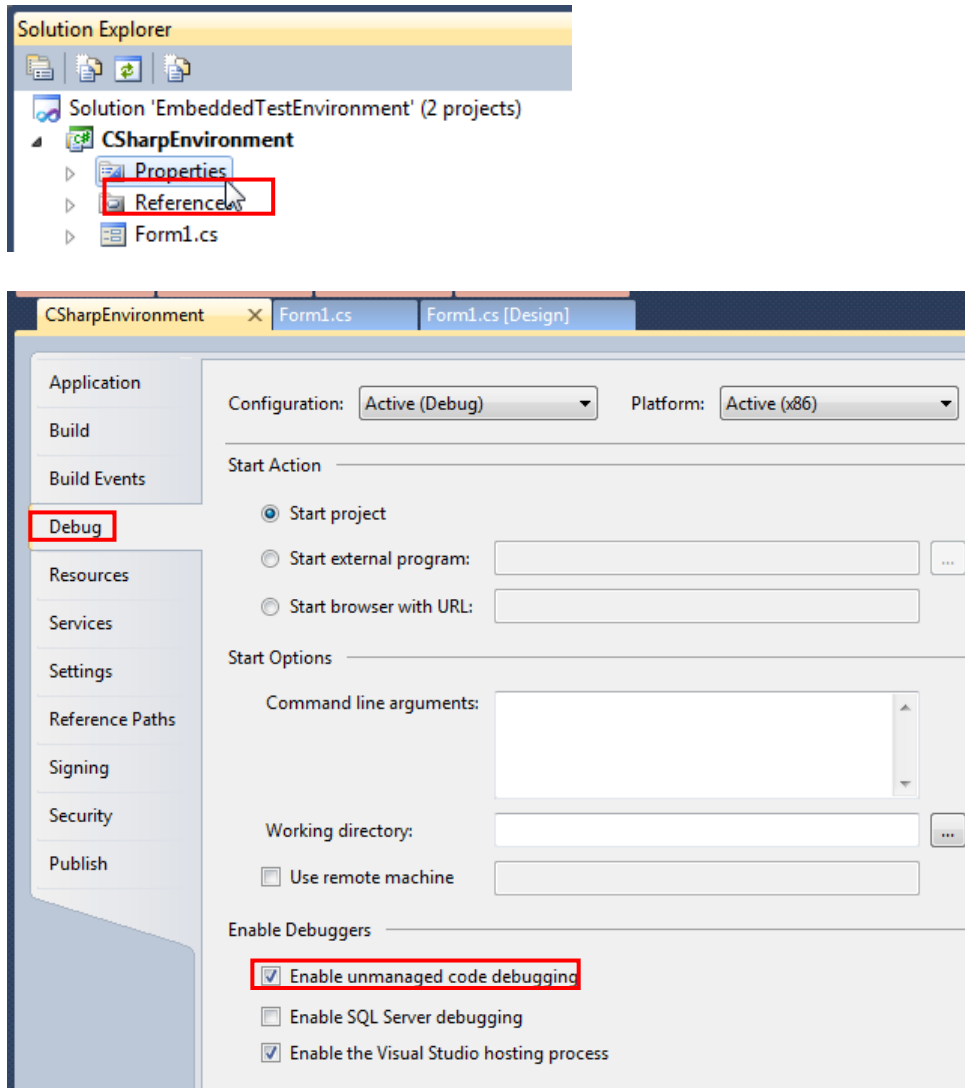 Solution Explorer
Solution 'EmbeddedTestEnvironment' (2 projects)
CSharpEnvironment
Properties
References
Form1.cs
CSharpEnvironment Form1.cs Form1.cs [Design]
Application
Configuration: Active (Debug) Platform: Active (x86)
Build
Start Action
Build Events
Start project
Debug
Start external program: ...
Resources
Start browser with URL:
Services
Start Options
Settings
Command line arguments:
Reference Paths
Signing
Security
Working directory: ...
Publish
Use remote machine
Enable Debuggers
Enable unmanaged code debugging
Enable SQL Server debugging
Enable the Visual Studio hosting process